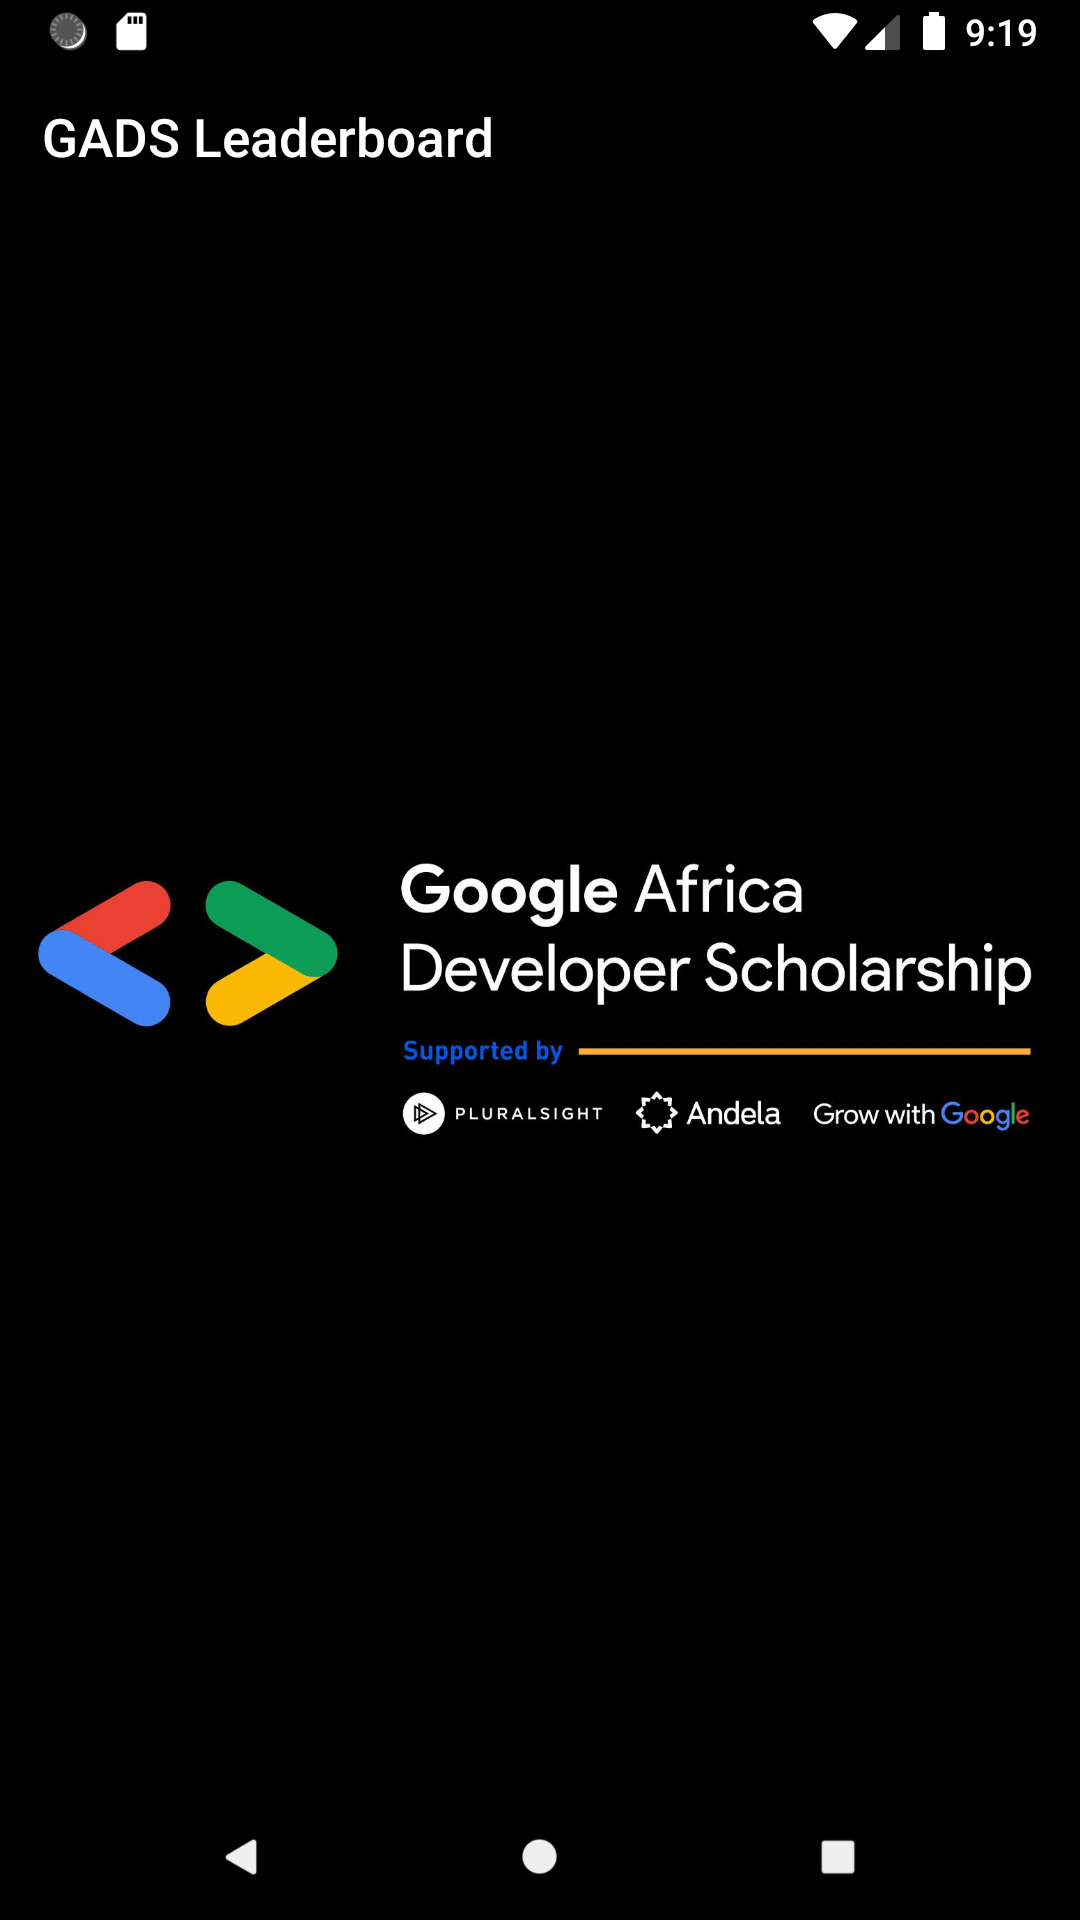 9:19
GADS Leaderboard
Google Africa
Developer Scholarship
Supported by
PLURALSIGHT Andela Grow with Google